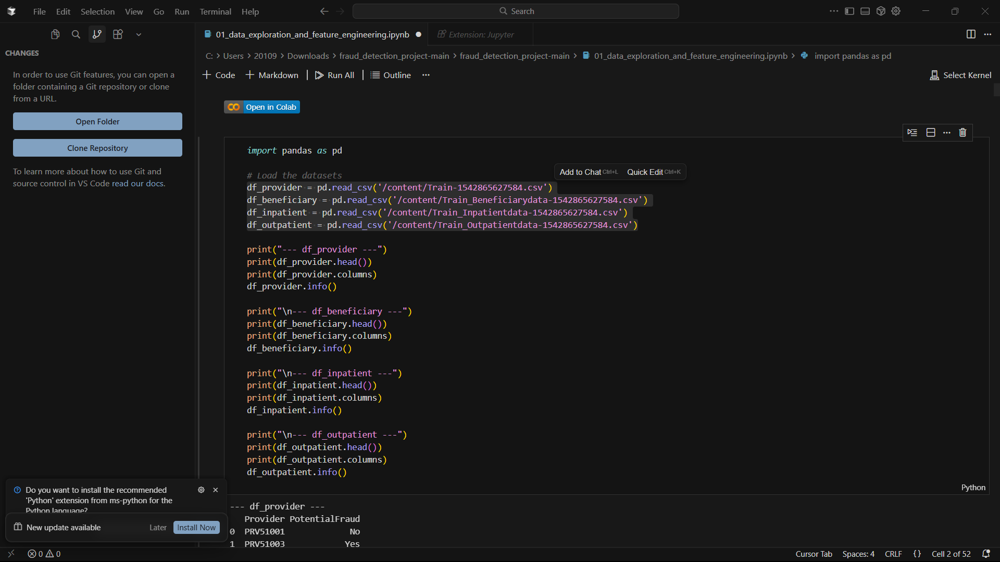 File Edit Selection View Go Run Terminal Help
Search
01_data_exploration_and_feature_engineering.ipynb
Extension: Jupyter
CHANGES
C: > Users > 20109 > Downloads > fraud_detection_project-main > fraud_detection_project-main > 01_data_exploration_and_feature_engineering.ipynb > import pandas as pd
+ Code + Markdown | Run All | Outline ···
Select Kernel
In order to use Git features, you can open a
folder containing a Git repository or clone
from a URL.
Open Folder
Clone Repository
To learn more about how to use Git and
source control in VS Code read our docs.
Open in Colab
import pandas as pd
Add to Chat Ctrl+L Quick Edit Ctrl+K
# Load the datasets
df_provider = pd.read_csv('/content/Train-1542865627584.csv')
df_beneficiary = pd.read_csv('/content/Train_Beneficiarydata-1542865627584.csv')
df_inpatient = pd.read_csv('/content/Train_Inpatientdata-1542865627584.csv')
df_outpatient = pd.read_csv('/content/Train_Outpatientdata-1542865627584.csv')
print("--- df_provider ---")
print(df_provider.head())
print(df_provider.columns)
df_provider.info()
print("\n--- df_beneficiary ---")
print(df_beneficiary.head())
print(df_beneficiary.columns)
df_beneficiary.info()
print("\n--- df_inpatient ---")
print(df_inpatient.head())
print(df_inpatient.columns)
df_inpatient.info()
print("\n--- df_outpatient ---")
print(df_outpatient.head())
print(df_outpatient.columns)
df_outpatient.info()
Python
--- df_provider ---
Provider PotentialFraud
0 PRV51001 No
1 PRV51003 Yes
Do you want to install the recommended
'Python' extension from ms-python for the
Python language?
New update available
Later
Install Now
0 0
Cursor Tab
Spaces: 4
CRLF
{}
Cell 2 of 52